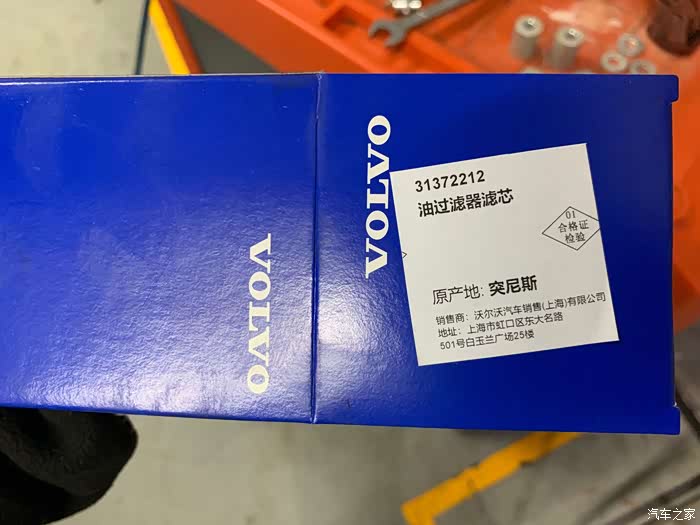 VOLVO
VOLVO
31372212
油过滤器滤芯
01
合格证
检验
原产地: 突尼斯
销售商: 沃尔沃汽车销售(上海)有限公司
地址: 上海市虹口区东大名路
501号白玉兰广场25楼
汽车之家